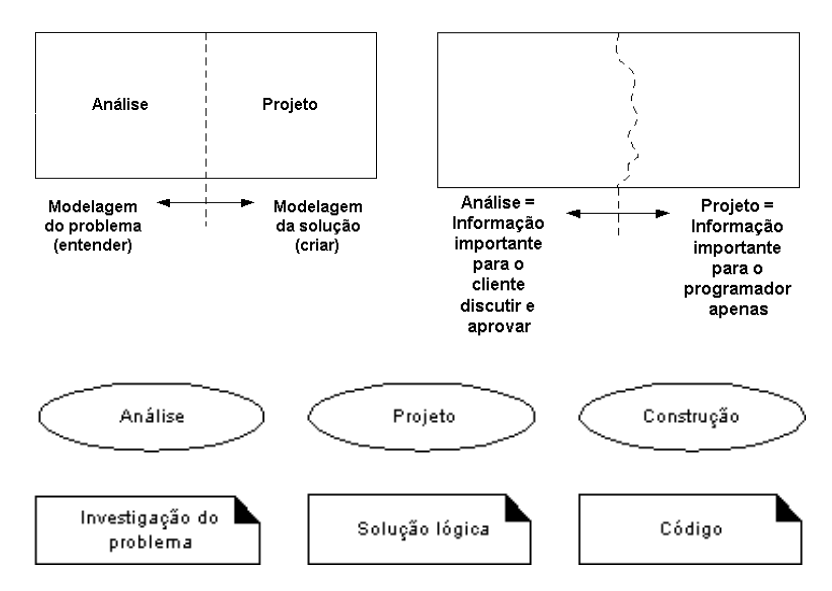 Análise
Projeto
Modelagem
do problema
(entender)
Modelagem
da solução
(criar)
Análise =
Informação
importante
para o
cliente
discutir e
aprovar
Projeto =
Informação
importante
para o
programador
apenas
Análise
Projeto
Construção
Investigação do
problema
Solução lógica
Código